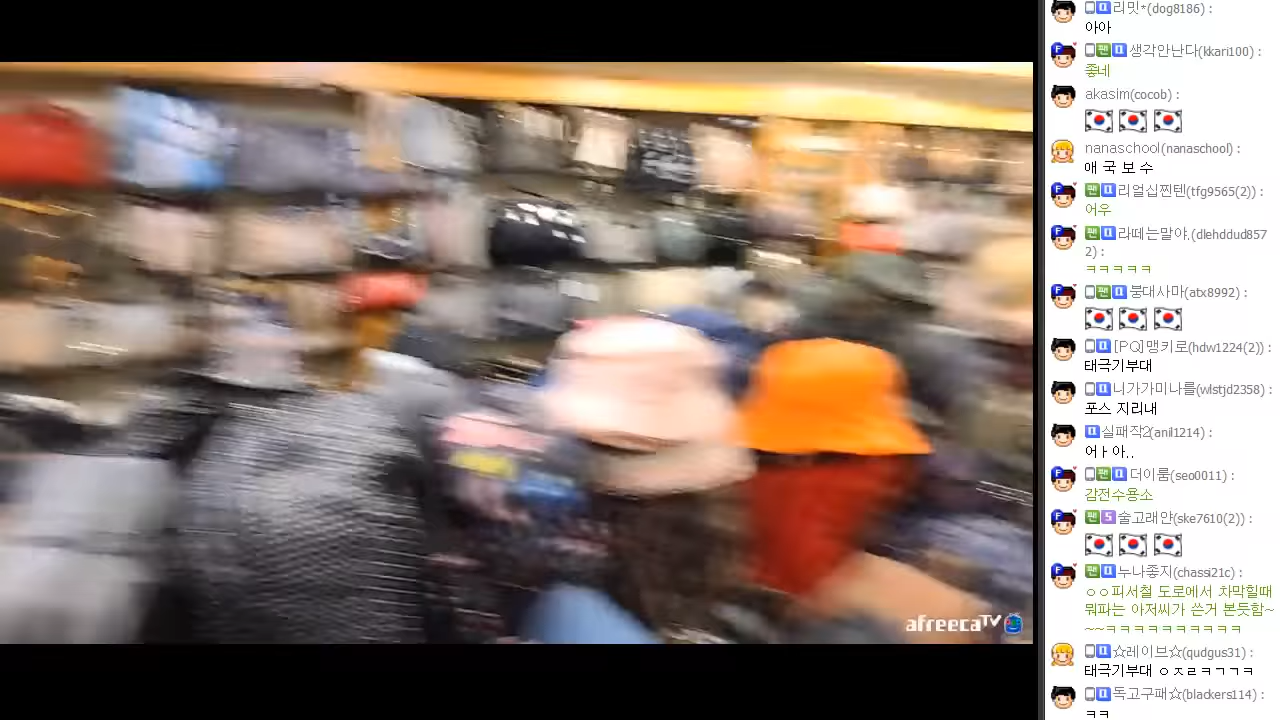 리밋*(dog8186) :
아아
생각안난다(kkari100) :
좋네
akasim(cocob) :
nanaschool(nanaschool) :
애 국 보 수
팬 리얼십찐텐(tfg9565(2)) :
어우
팬 라떼는말야.(dlehddud857
2) :
ㅋㅋㅋㅋㅋ
팬 붕대사마(atx8992) :
[PQ]맹키로(hdw1224(2)) :
태극기부대
니가가미나를(wlstjd2358) :
포스 지리내
실패작2(anil1214) :
어ㅏ아..
팬 더이룸(seo0011) :
감전수용소
팬 S 술고래안(ske7610(2)) :
팬 누나좋지(chassi21c) :
ㅇㅇ피서철 도로에서 차막힐때
뭐파는 아저씨가 쓴거 본듯함~
~~ㅋㅋㅋㅋㅋㅋㅋㅋㅋㅋ
☆레이브☆(qudgus31) :
태극기부대 ㅇㅈㄹㅋㄱㄱㅋ
독고구패☆(blackers114) :
ㅋㅋ
afreecaTV